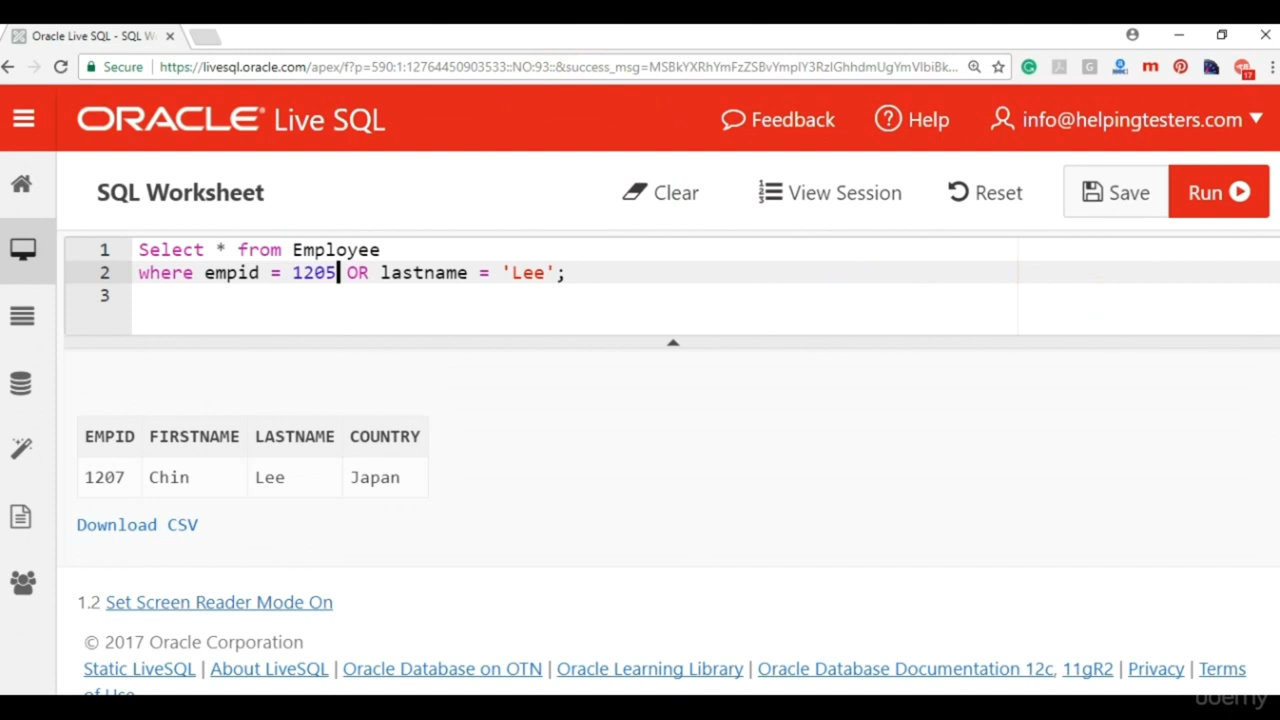 Oracle Live SQL - SQL W
Secure | https://livesql.oracle.com/apex/f?p=590:1:12764450903533::NO:93::&success_msg=MSBkYXRhYmFzZSBvYmplY3RzIGhhdmUgYmVlbiBk...
17
ORACLE® Live SQL
Feedback
Help
info@helpingtesters.com
SQL Worksheet
Clear
View Session
Reset
Save
Run
1 Select * from Employee
2 where empid = 1205 OR lastname = 'Lee';
3
EMPID FIRSTNAME LASTNAME COUNTRY
1207 Chin Lee Japan
Download CSV
1.2 Set Screen Reader Mode On
© 2017 Oracle Corporation
Static LiveSQL | About LiveSQL | Oracle Database on OTN | Oracle Learning Library | Oracle Database Documentation 12c, 11gR2 | Privacy | Terms
of Use
udemy